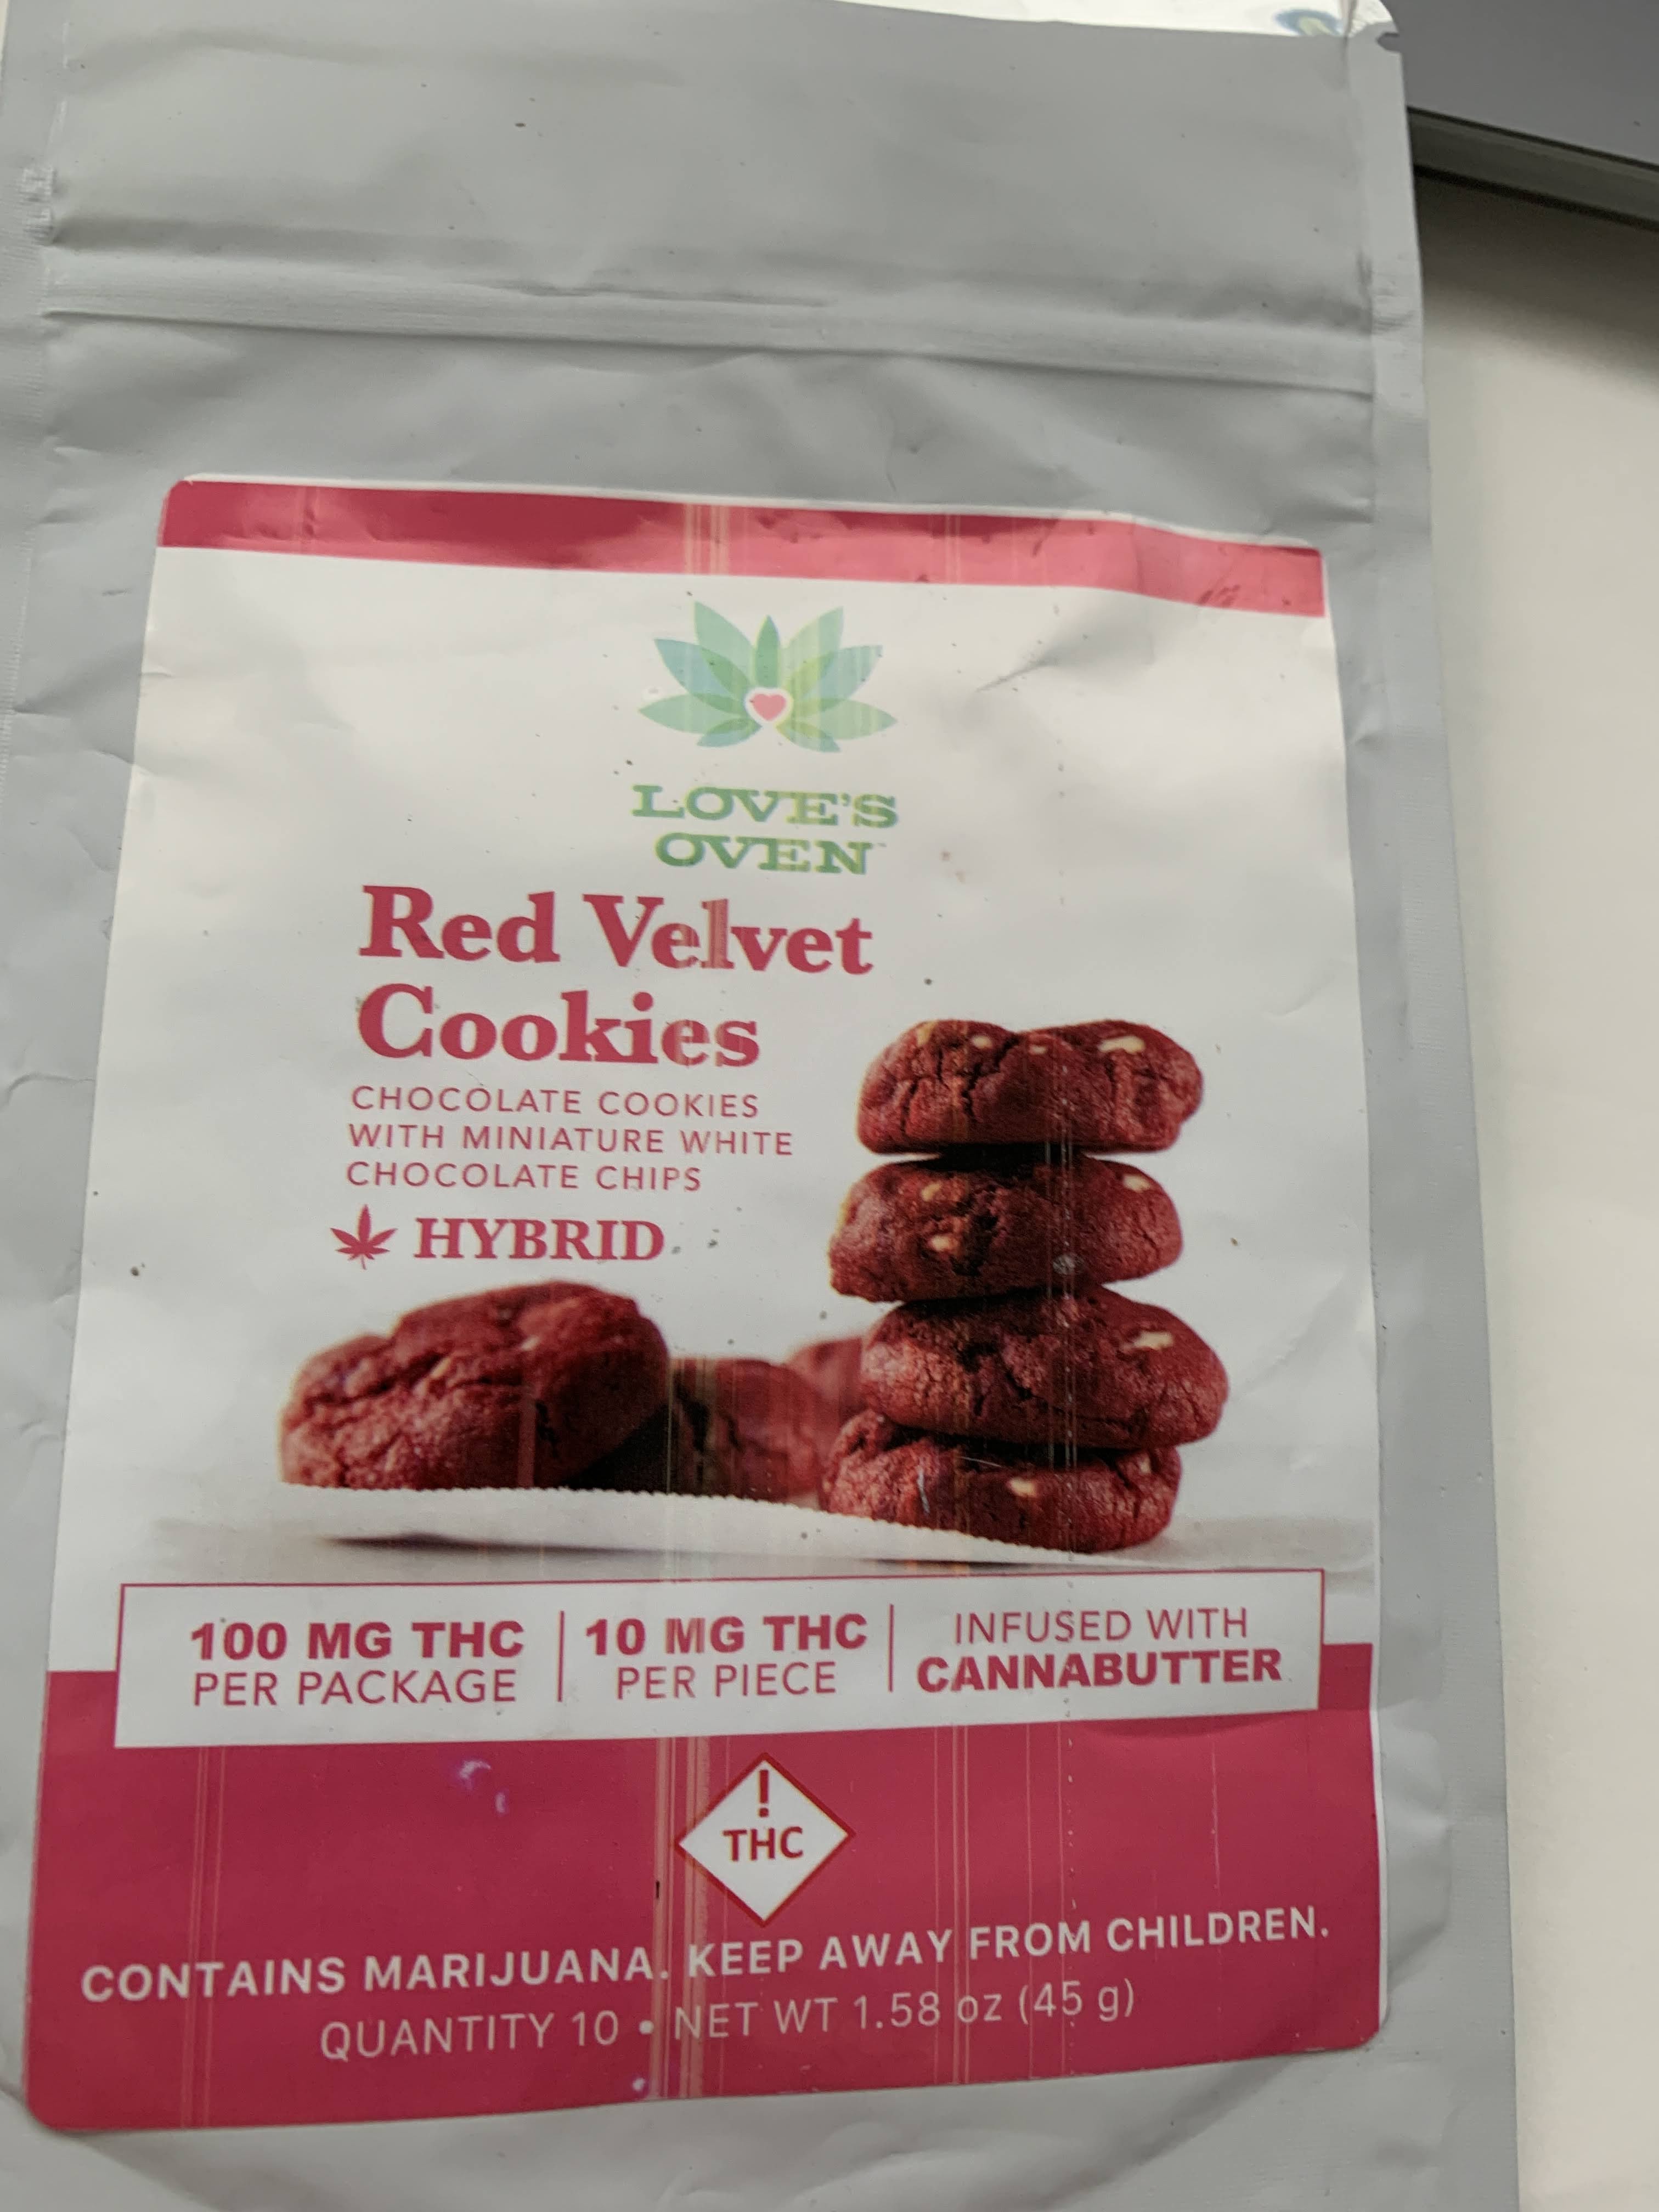 LOVE'S
OVEN™
Red Velvet
Cookies
CHOCOLATE COOKIES
WITH MINIATURE WHITE
CHOCOLATE CHIPS
HYBRID
100 MG THC
PER PACKAGE
10 MG THC
PER PIECE
INFUSED WITH
CANNABUTTER
!
THC
CONTAINS MARIJUANA. KEEP AWAY FROM CHILDREN.
QUANTITY 10 • NET WT 1.58 oz (45 g)